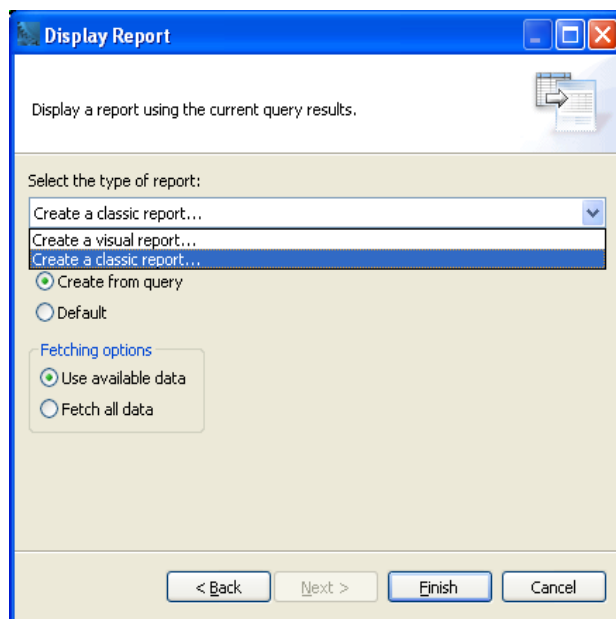 Display Report
Display a report using the current query results.
Select the type of report:
Create a classic report...
Create a visual report...
Create a classic report...
Create from query
Default
Fetching options
Use available data
Fetch all data
< Back Next > Finish Cancel